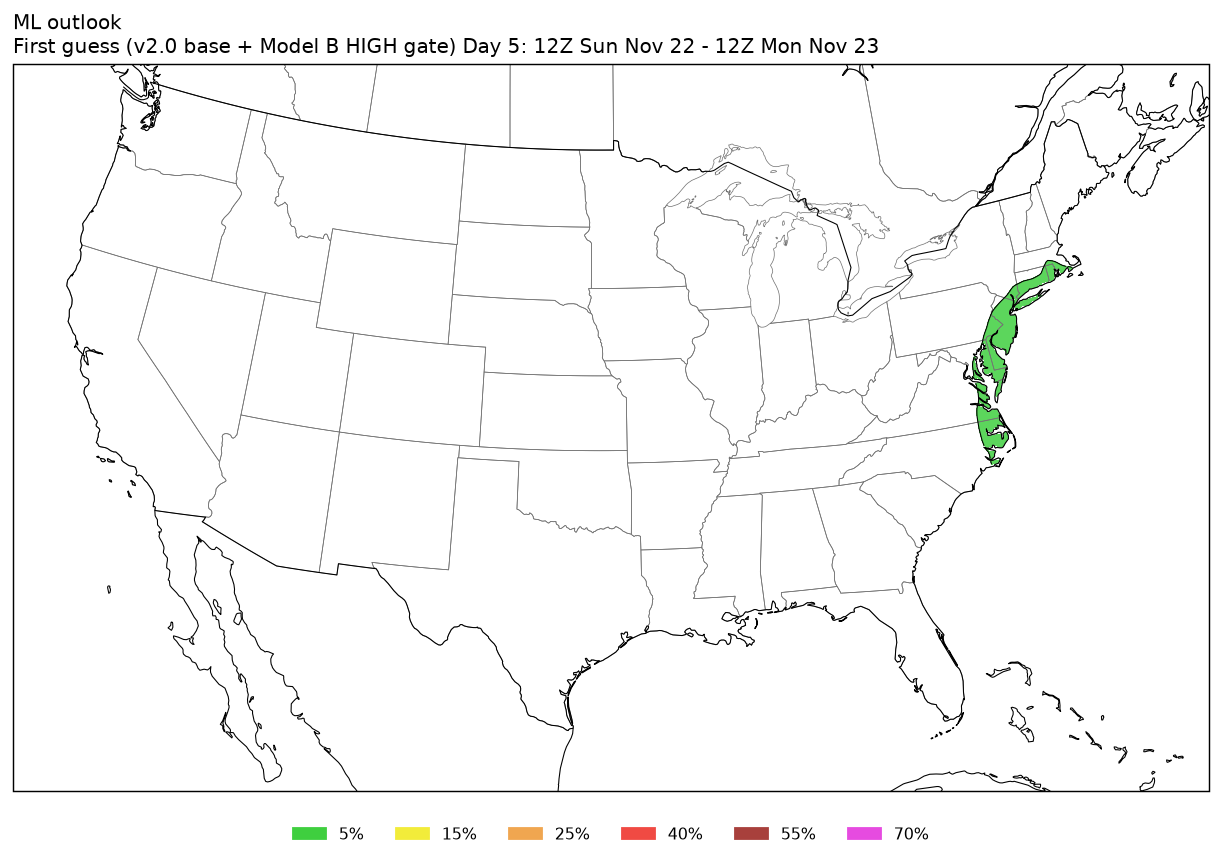 ML outlook
First guess (v2.0 base + Model B HIGH gate) Day 5: 12Z Sun Nov 22 - 12Z Mon Nov 23
5% 15% 25% 40% 55% 70%